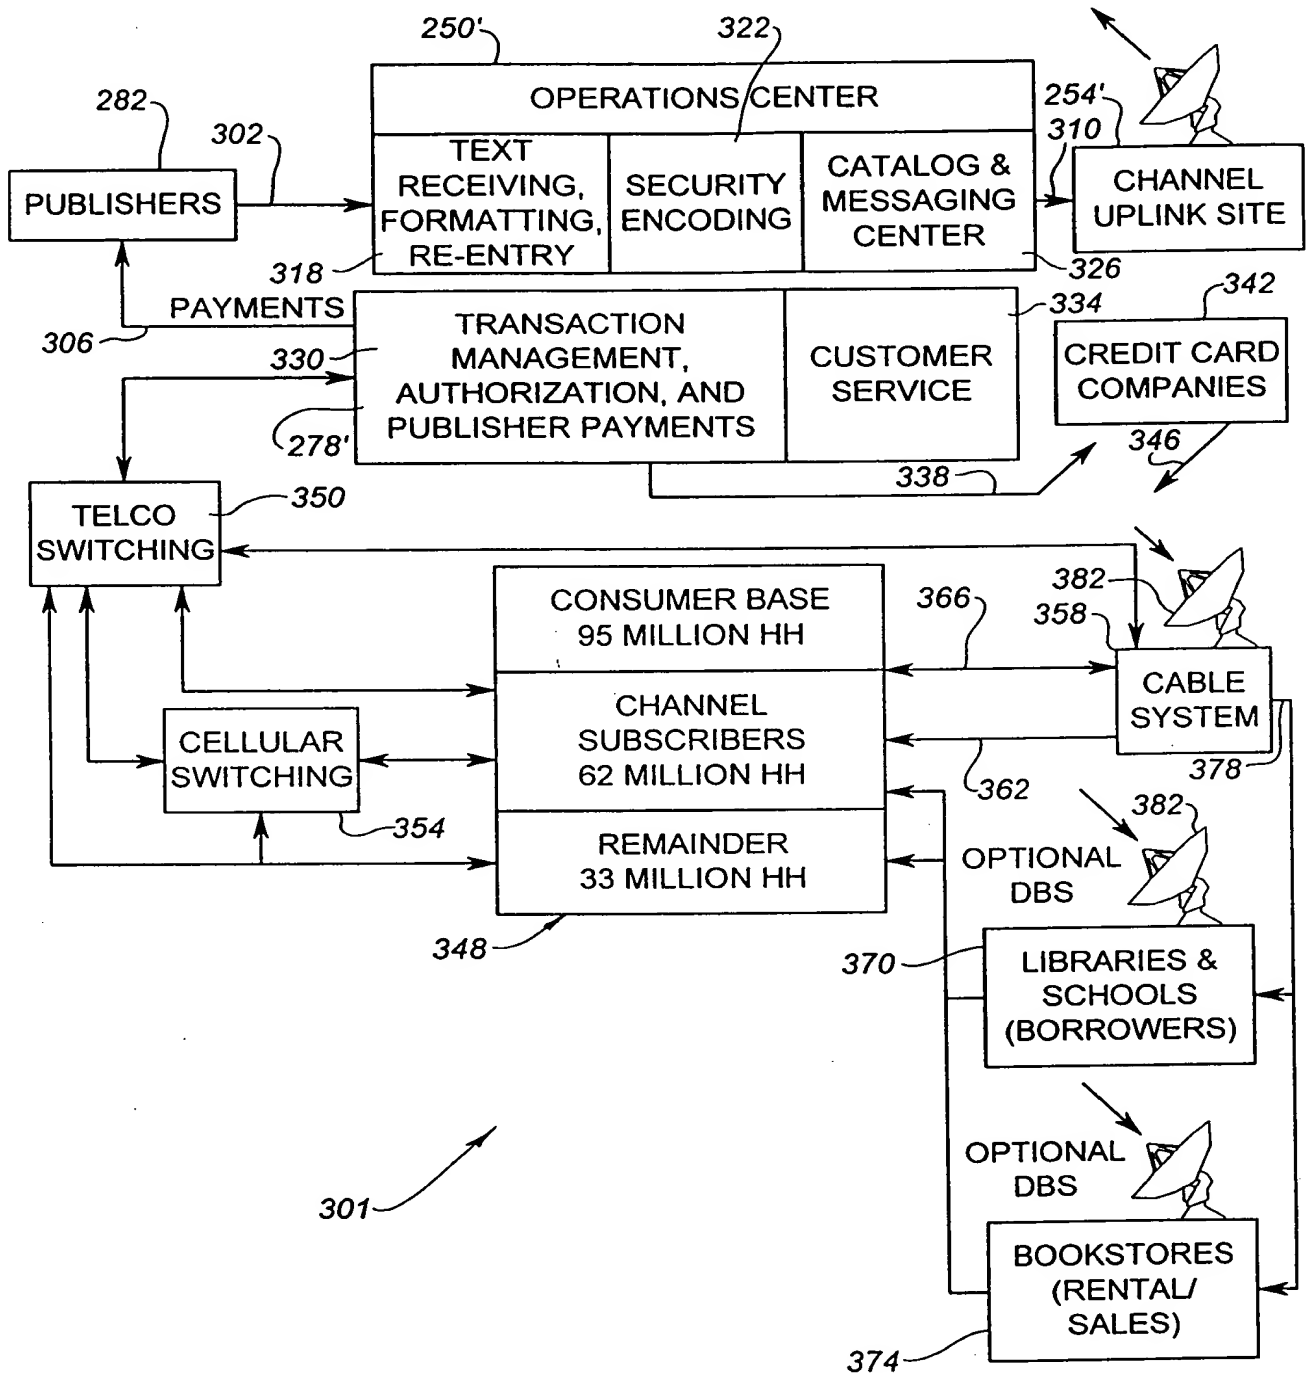 250'
322
282
302
OPERATIONS CENTER
254'
310
PUBLISHERS
TEXT
RECEIVING,
FORMATTING,
RE-ENTRY
318
SECURITY
ENCODING
CATALOG &
MESSAGING
CENTER
326
CHANNEL
UPLINK SITE
PAYMENTS
306
330
TRANSACTION
MANAGEMENT,
AUTHORIZATION, AND
PUBLISHER PAYMENTS
278'
CUSTOMER
SERVICE
334
342
CREDIT CARD
COMPANIES
346
338
350
TELCO
SWITCHING
CONSUMER BASE
95 MILLION HH
366
382
358
CABLE
SYSTEM
CHANNEL
SUBSCRIBERS
62 MILLION HH
CELLULAR
SWITCHING
354
362
378
382
REMAINDER
33 MILLION HH
348
OPTIONAL
DBS
370
LIBRARIES &
SCHOOLS
(BORROWERS)
OPTIONAL
DBS
301
BOOKSTORES
(RENTAL/
SALES)
374